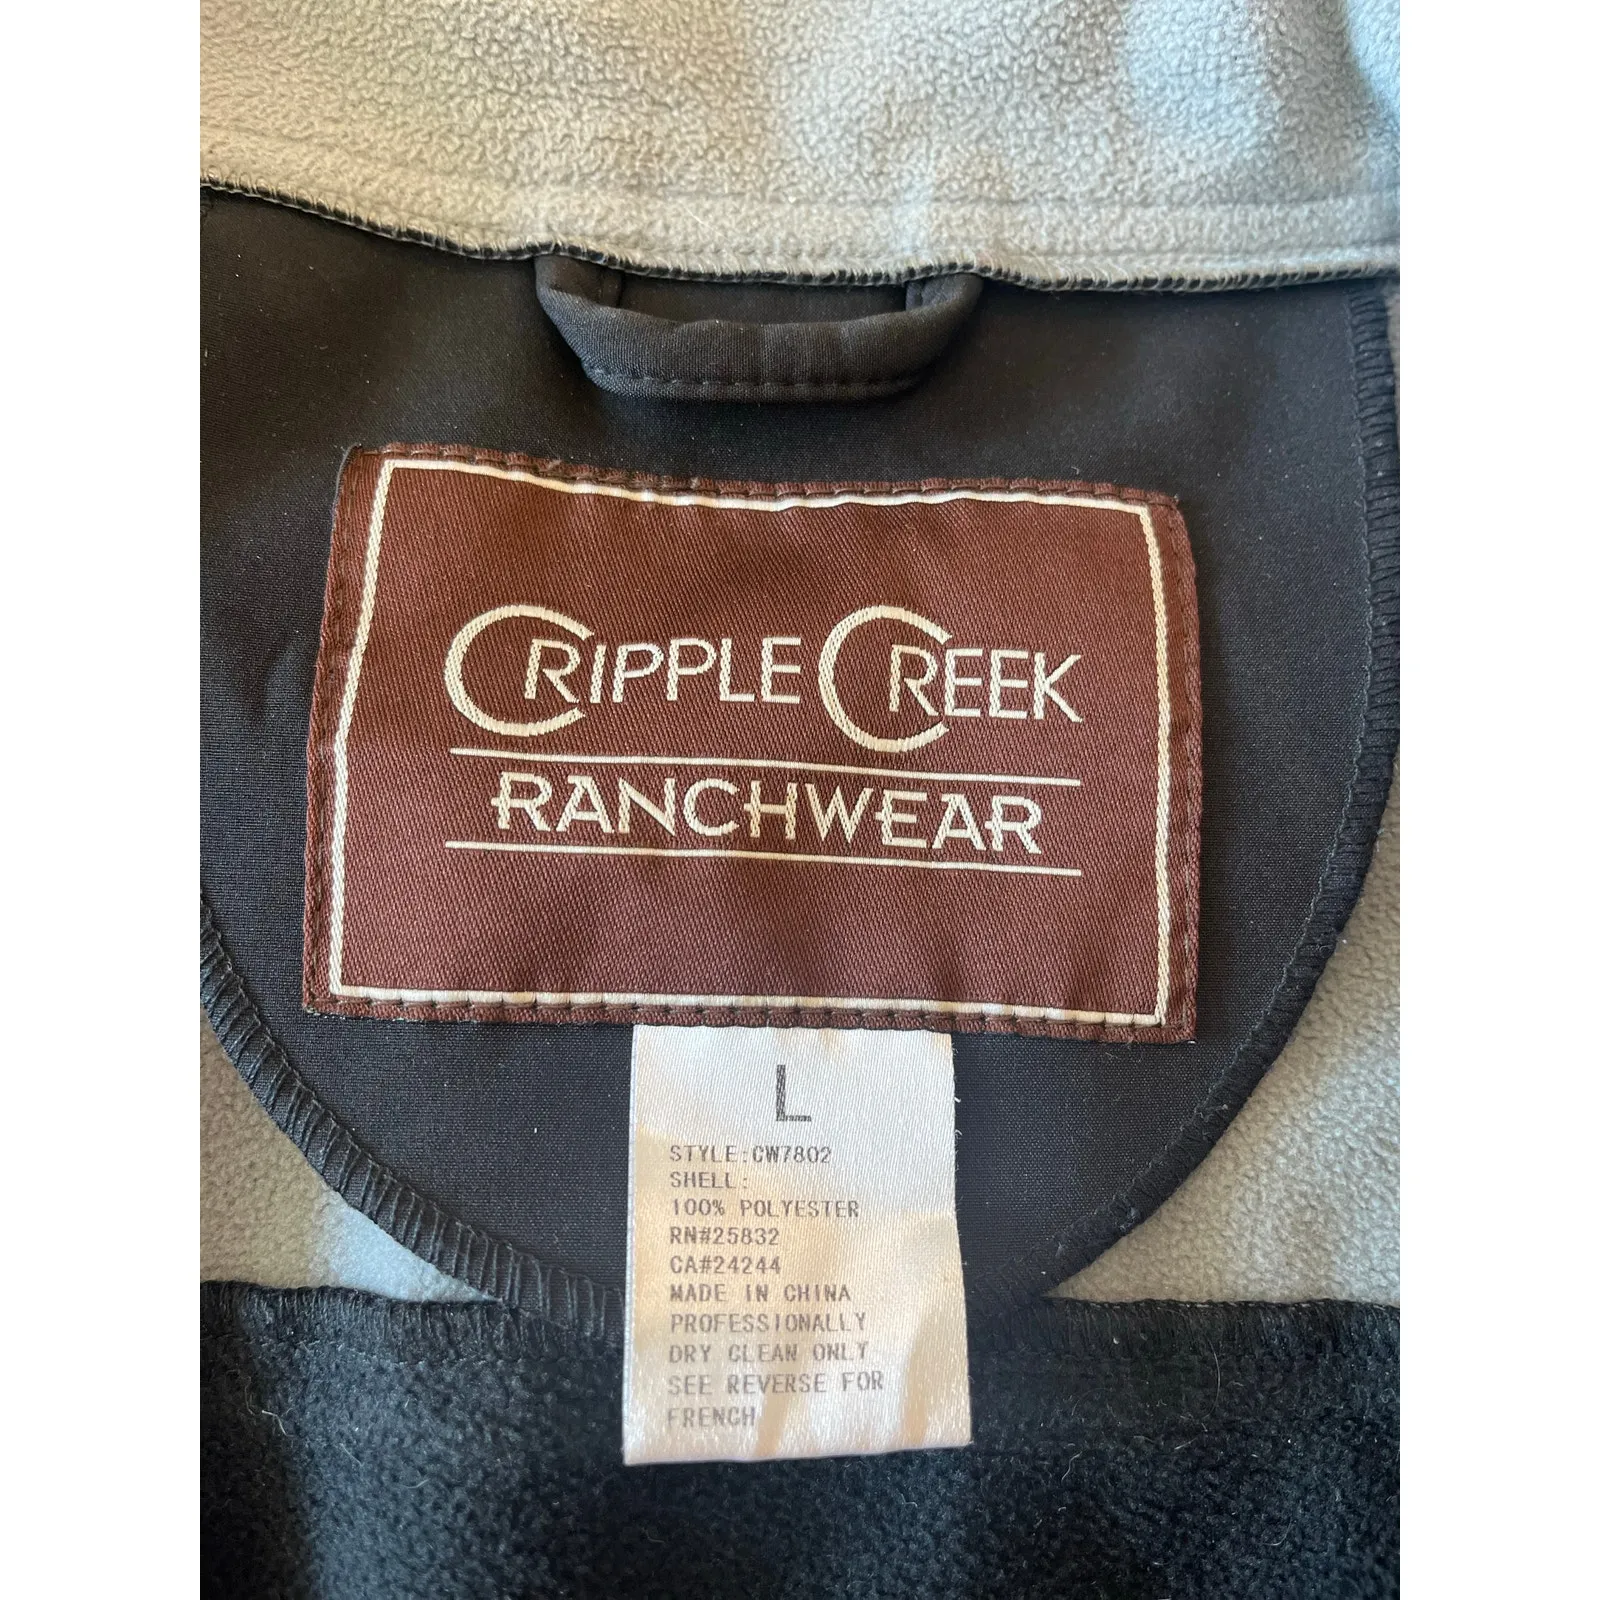 CRIPPLE CREEK
RANCHWEAR
L
STYLE:CW7802
SHELL:
100% POLYESTER
RN#25832
CA#24244
MADE IN CHINA
PROFESSIONALLY
DRY CLEAN ONLY
SEE REVERSE FOR
FRENCH